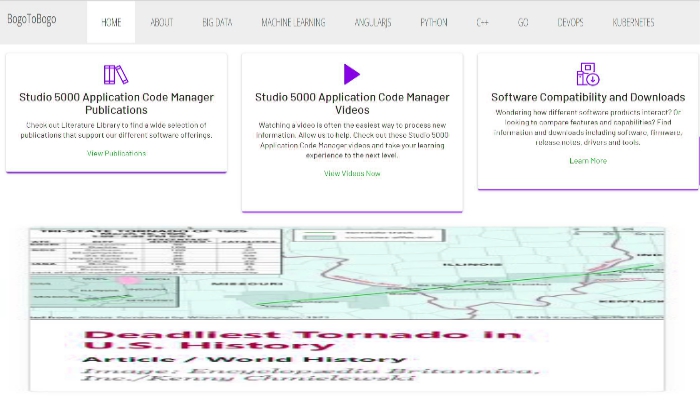 BogoToBogo
HOME ABOUT BIG DATA MACHINE LEARNING ANGULARJS PYTHON C++ GO DEVOPS KUBERNETES
Studio 5000 Application Code Manager
Publications
Check out Literature Library to find a wide selection of
publications that support our different software offerings.
View Publications
Studio 5000 Application Code Manager
Videos
Watching a video is often the easiest way to process new
information. Allow us to help. Check out these Studio 5000
Application Code Manager videos and take your learning
experience to the next level.
View Videos Now
Software Compatibility and Downloads
Wondering how different software products interact? Or
looking to compare features and capabilities? Find
information and downloads including software, firmware,
release notes, drivers and tools.
Learn More
TRI-STATE TORNADO OF 1925
MISSOURI
ILLINOIS
KENTUCKY
Deadliest Tornado in
U.S. History
Article / World History
Image: Encyclopædia Britannica,
Inc./Kenny Chmielewski